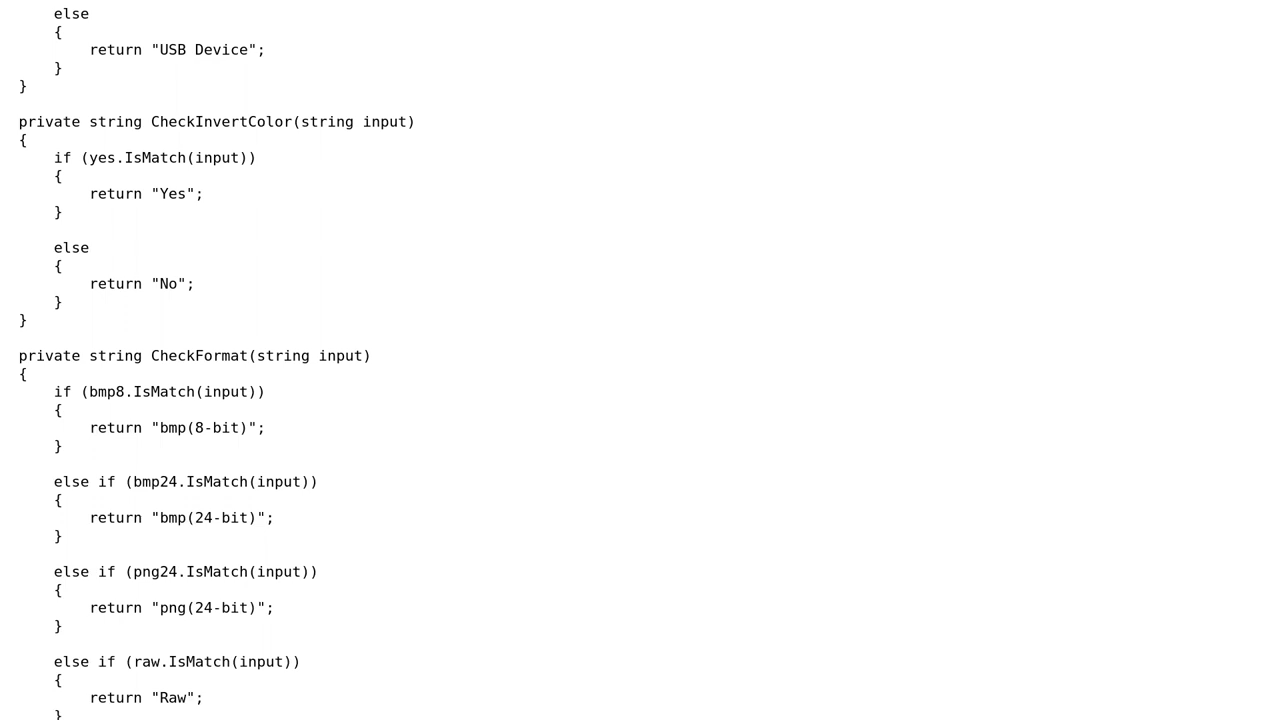 else
    {
        return "USB Device";
    }
}

private string CheckInvertColor(string input)
{
    if (yes.IsMatch(input))
    {
        return "Yes";
    }

    else
    {
        return "No";
    }
}

private string CheckFormat(string input)
{
    if (bmp8.IsMatch(input))
    {
        return "bmp(8-bit)";
    }

    else if (bmp24.IsMatch(input))
    {
        return "bmp(24-bit)";
    }

    else if (png24.IsMatch(input))
    {
        return "png(24-bit)";
    }

    else if (raw.IsMatch(input))
    {
        return "Raw";
    }